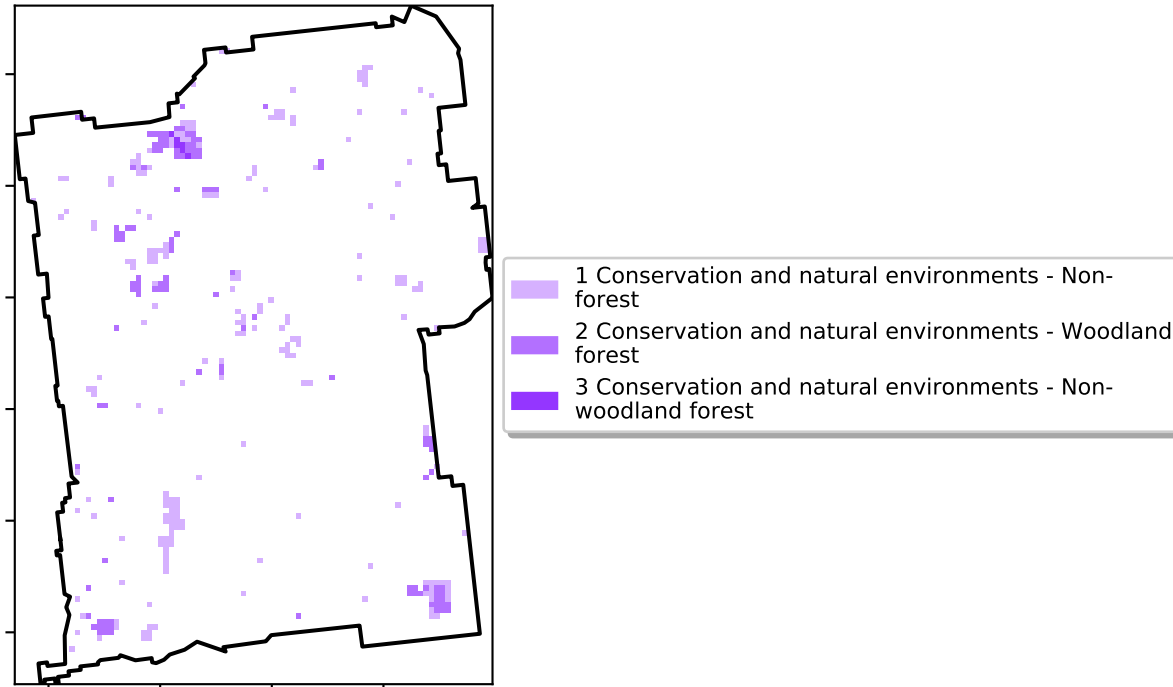 1 Conservation and natural environments - Non-
forest
2 Conservation and natural environments - Woodland
forest
3 Conservation and natural environments - Non-
woodland forest